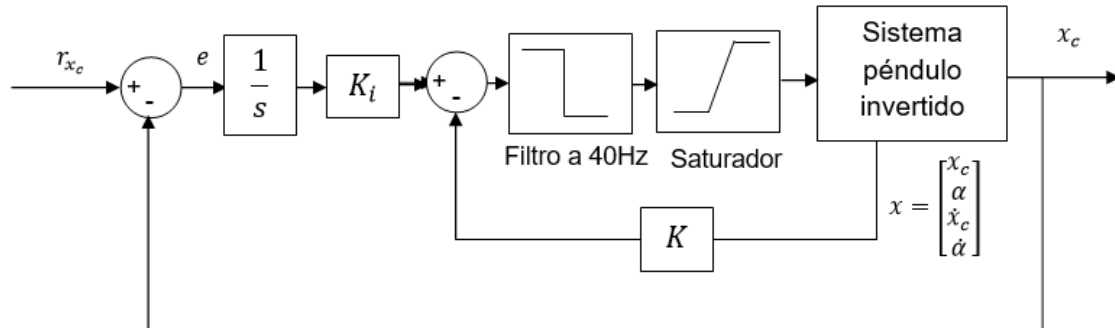 r_{x_c}
+
-
e
1
s
K_i
+
-
Filtro a 40Hz
Saturador
Sistema
péndulo
invertido
x_c
x = [x_c
α
ẋ_c
α̇]
K